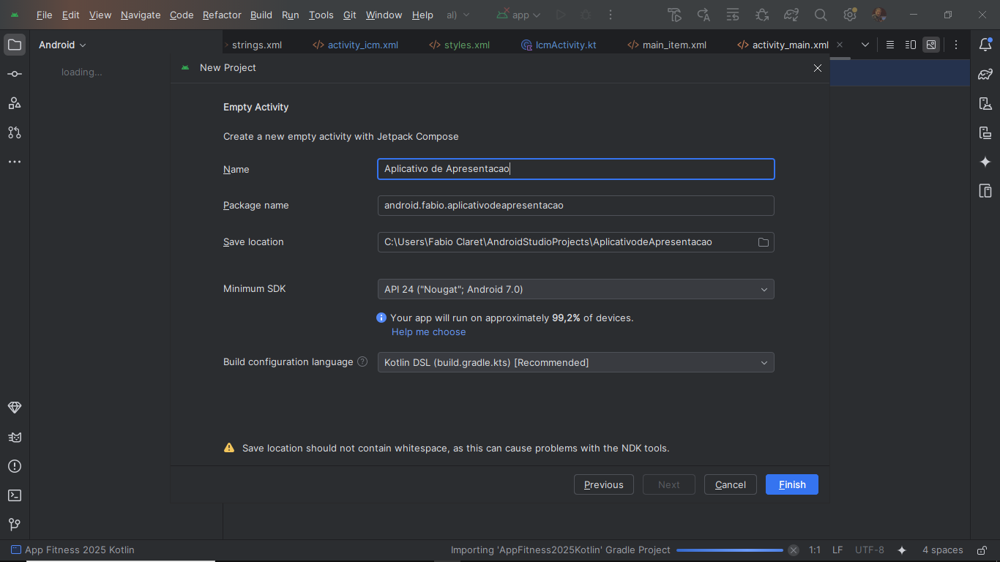 File Edit View Navigate Code Refactor Build Run Tools Git Window Help al) app
Android strings.xml activity_icm.xml styles.xml IcmActivity.kt main_item.xml activity_main.xml
loading...
New Project
Empty Activity
Create a new empty activity with Jetpack Compose
Name Aplicativo de Apresentacao
Package name android.fabio.aplicativodeapresentacao
Save location C:\Users\Fabio Claret\AndroidStudioProjects\AplicativodeApresentacao
Minimum SDK API 24 ("Nougat"; Android 7.0)
Your app will run on approximately 99,2% of devices.
Help me choose
Build configuration language ? Kotlin DSL (build.gradle.kts) [Recommended]
Save location should not contain whitespace, as this can cause problems with the NDK tools.
Previous Next Cancel Finish
App Fitness 2025 Kotlin Importing 'AppFitness2025Kotlin' Gradle Project 1:1 LF UTF-8 4 spaces